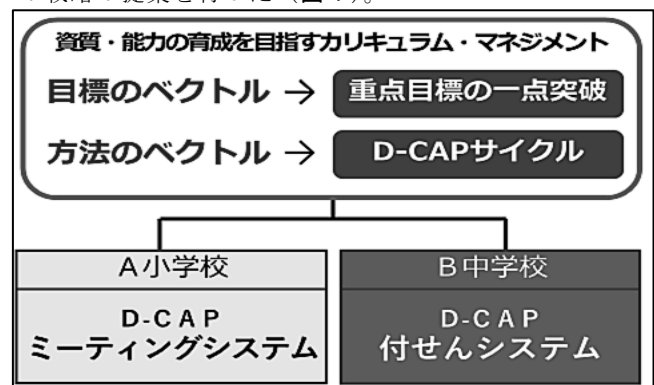 資質・能力の育成を目指すカリキュラム・マネジメント
目標のベクトル → 重点目標の一点突破
方法のベクトル → D-CAPサイクル
A小学校
B中学校
D-CAP
ミーティングシステム
D-CAP
付せんシステム